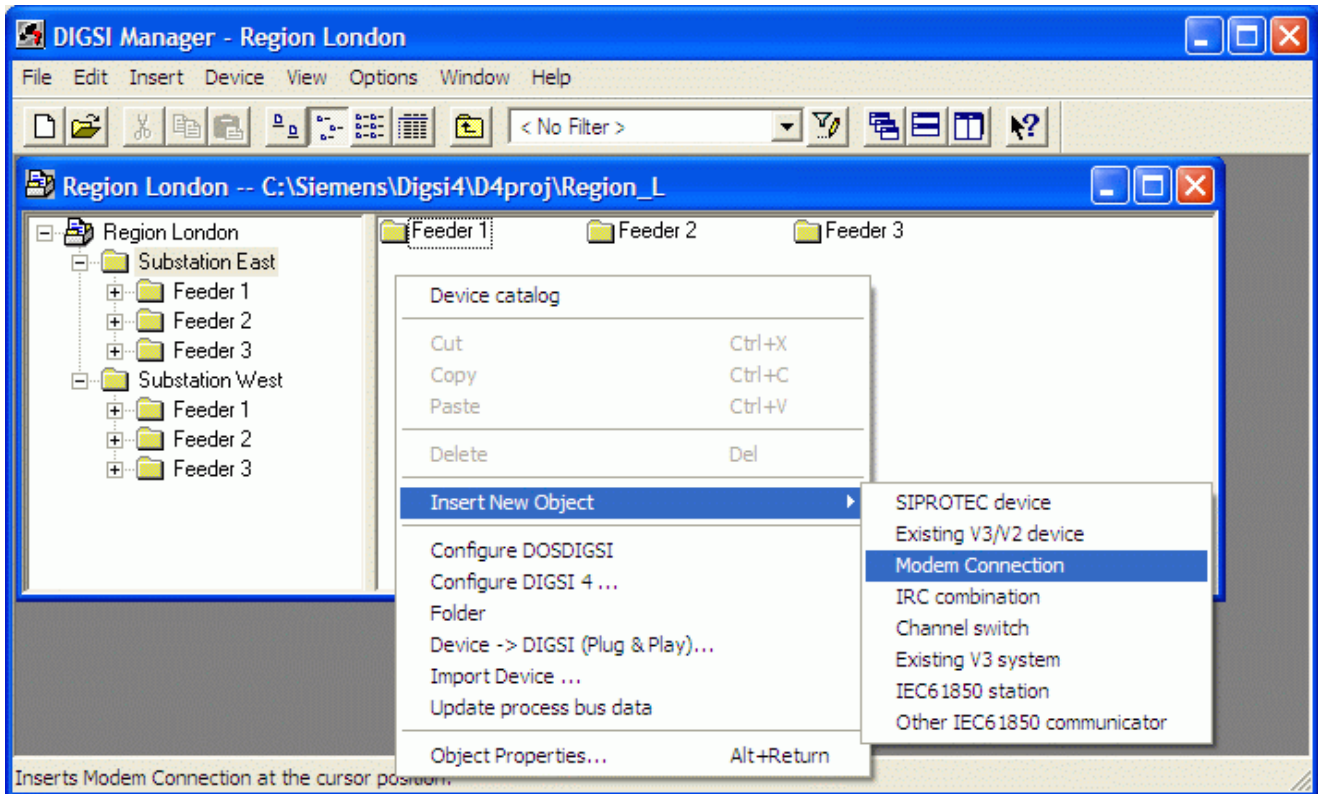 DIGSI Manager - Region London
File Edit Insert Device View Options Window Help
< No Filter >
Region London -- C:\Siemens\Digsi4\D4proj\Region_L
Region London
Substation East
Feeder 1
Feeder 2
Feeder 3
Substation West
Feeder 1
Feeder 2
Feeder 3
Feeder 1 Feeder 2 Feeder 3
Device catalog
Cut Ctrl+X
Copy Ctrl+C
Paste Ctrl+V
Delete Del
Insert New Object
Configure DOSDIGSI
Configure DIGSI 4 ...
Folder
Device -> DIGSI (Plug & Play)...
Import Device ...
Update process bus data
Object Properties... Alt+Return
SIPROTEC device
Existing V3/V2 device
Modem Connection
IRC combination
Channel switch
Existing V3 system
IEC61850 station
Other IEC61850 communicator
Inserts Modem Connection at the cursor position.